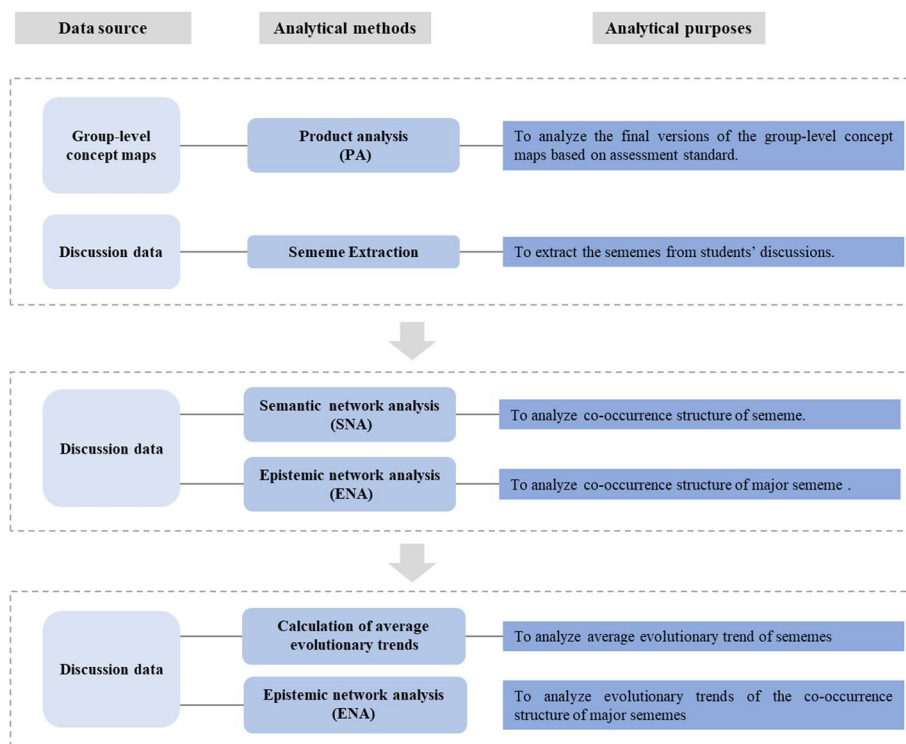 Data source
Analytical methods
Analytical purposes
Group-level
concept maps
Product analysis
(PA)
To analyze the final versions of the group-level concept
maps based on assessment standard.
Discussion data
Sememe Extraction
To extract the sememes from students’ discussions.
Discussion data
Semantic network analysis
(SNA)
To analyze co-occurrence structure of sememe.
Epistemic network analysis
(ENA)
To analyze co-occurrence structure of major sememe .
Discussion data
Calculation of average
evolutionary trends
To analyze average evolutionary trend of sememes
Epistemic network analysis
(ENA)
To analyze evolutionary trends of the co-occurrence
structure of major sememes